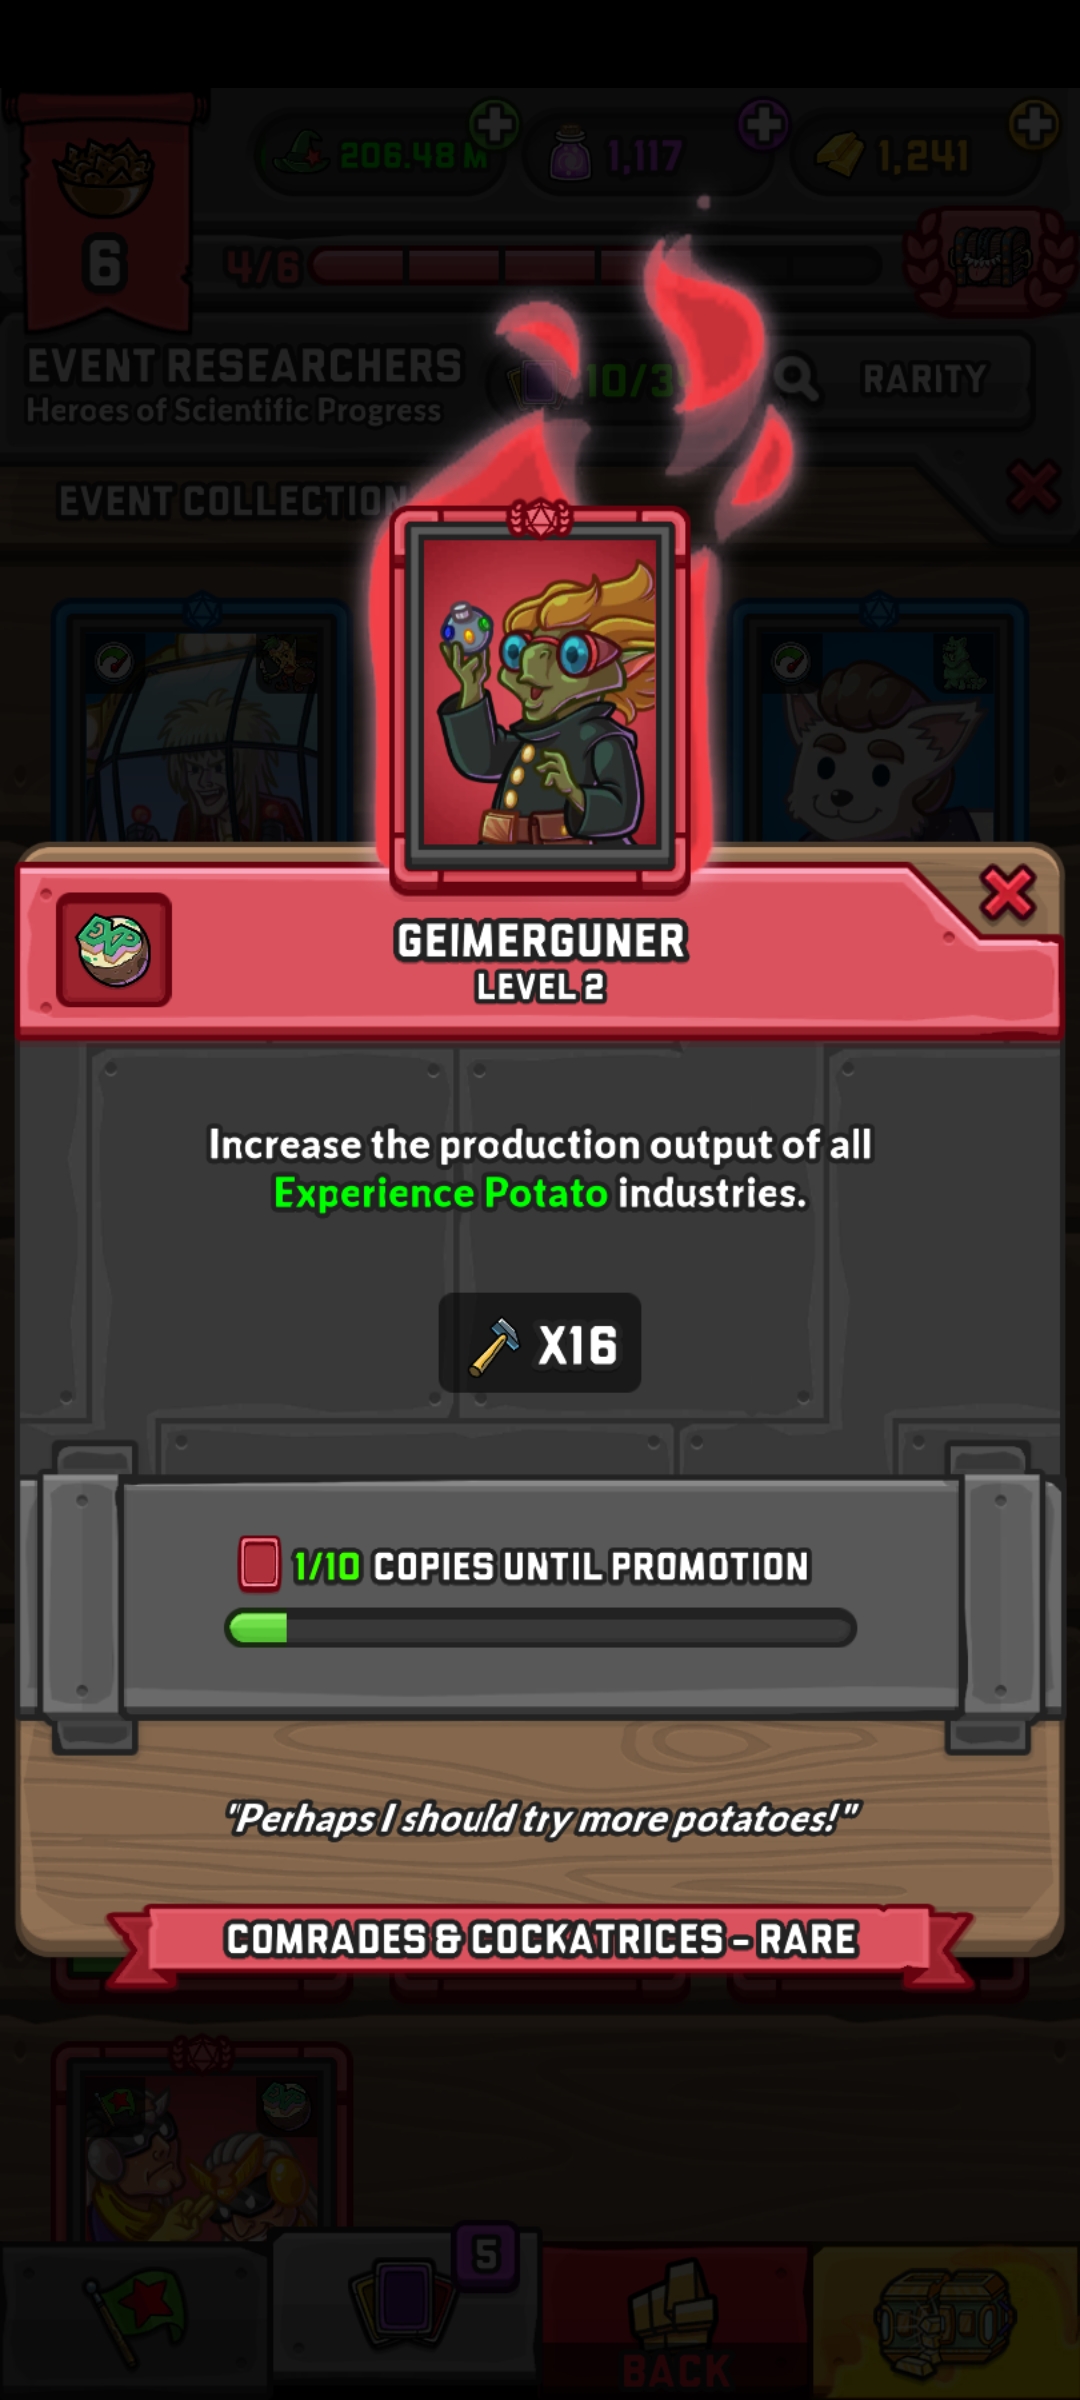 206.48 M
1,117
1,241
6
4/6
EVENT RESEARCHERS
Heroes of Scientific Progress
RARITY
EVENT COLLECTION
EXP
GEIMERGUNER
LEVEL 2
Increase the production output of all
Experience Potato industries.
X16
1/10 COPIES UNTIL PROMOTION
"Perhaps I should try more potatoes!"
COMRADES & COCKATRICES - RARE
5
BACK